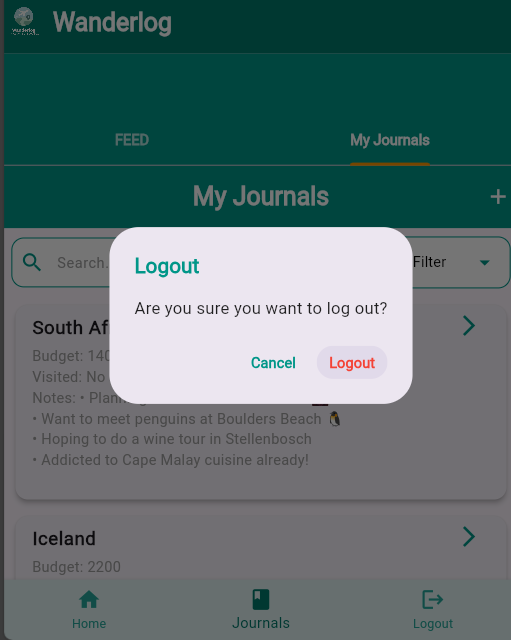 Wanderlog
FEED
My Journals
My Journals
+
Search.
Filter
Logout
Are you sure you want to log out?
Cancel
Logout
South Af
Budget: 140
Visited: No
Notes: •
• Want to meet penguins at Boulders Beach 🐧
• Hoping to do a wine tour in Stellenbosch
• Addicted to Cape Malay cuisine already!
Iceland
Budget: 2200
Home
Journals
Logout